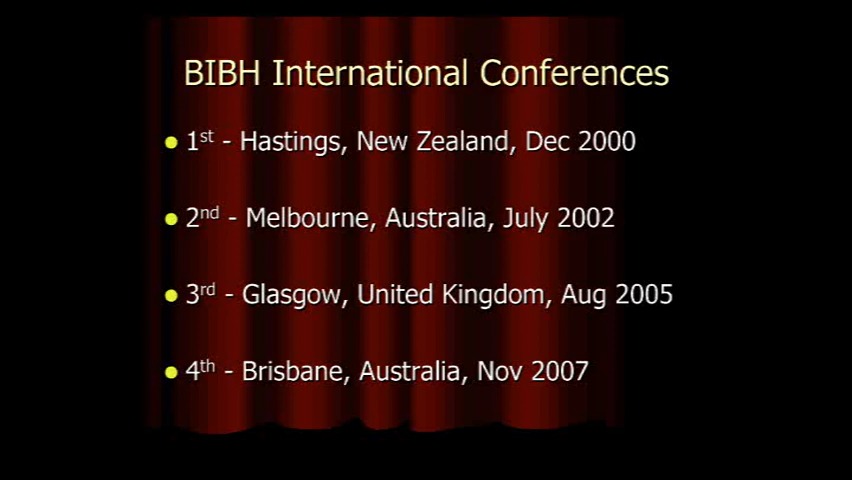 BIBH International Conferences
1st - Hastings, New Zealand, Dec 2000
2nd - Melbourne, Australia, July 2002
3rd - Glasgow, United Kingdom, Aug 2005
4th - Brisbane, Australia, Nov 2007